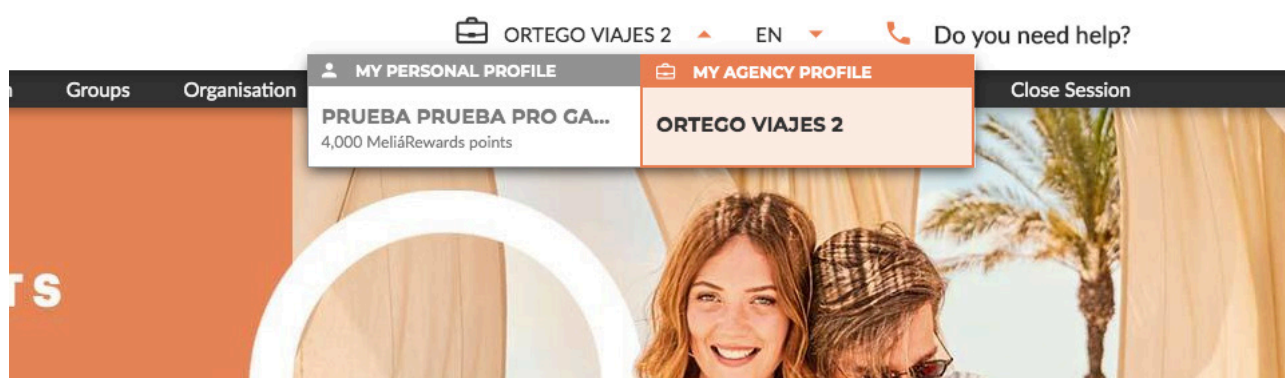 ORTEGO VIAJES 2 EN Do you need help?
MY PERSONAL PROFILE MY AGENCY PROFILE
Groups Organisation Close Session
PRUEBA PRUEBA PRO GA...
4,000 MeliáRewards points
ORTEGO VIAJES 2
TS